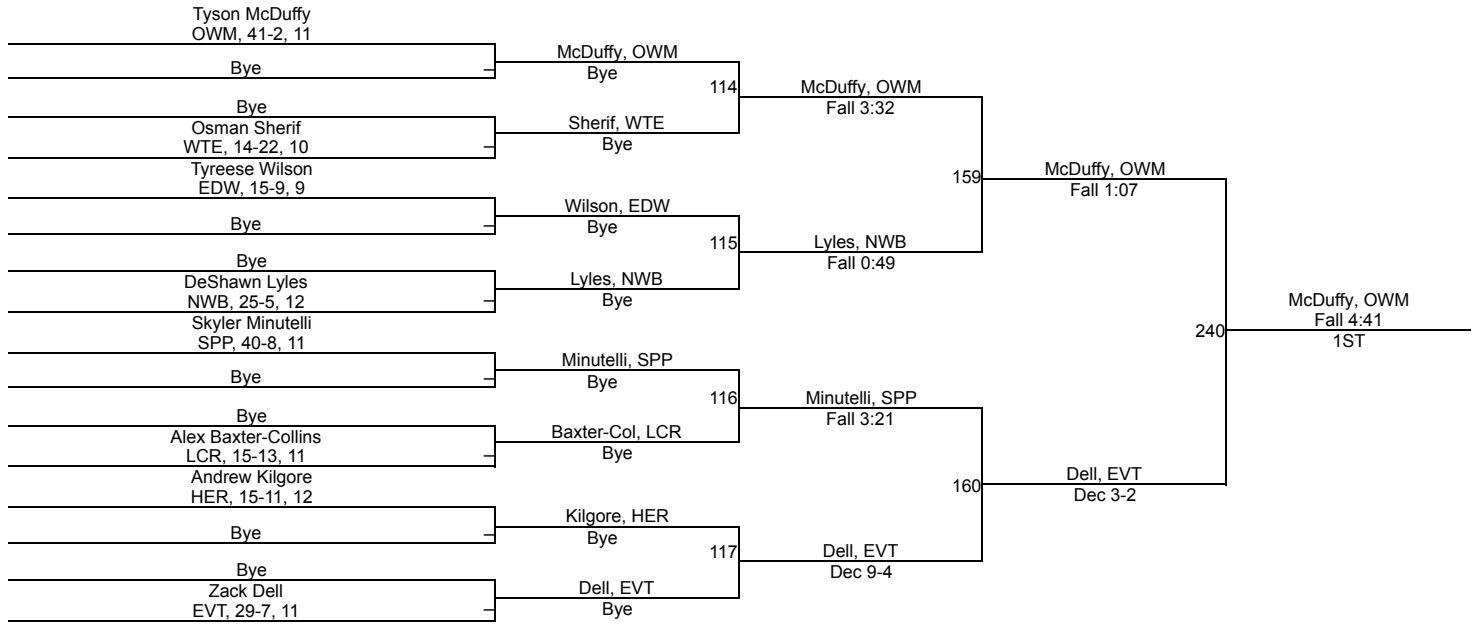 Tyson McDuffy
OWM, 41-2, 11
Bye
Bye
Osman Sherif
WTE, 14-22, 10
Tyreese Wilson
EDW, 15-9, 9
Bye
Bye
DeShawn Lyles
NWB, 25-5, 12
Skyler Minutelli
SPP, 40-8, 11
Bye
Bye
Alex Baxter-Collins
LCR, 15-13, 11
Andrew Kilgore
HER, 15-11, 12
Bye
Bye
Zack Dell
EVT, 29-7, 11
McDuffy, OWM
Bye
114
Sherif, WTE
Bye
Wilson, EDW
Bye
115
Lyles, NWB
Bye
Minutelli, SPP
Bye
116
Baxter-Col, LCR
Bye
Kilgore, HER
Bye
117
Dell, EVT
Bye
McDuffy, OWM
Fall 3:32
159
Lyles, NWB
Fall 0:49
Minutelli, SPP
Fall 3:21
160
Dell, EVT
Dec 9-4
McDuffy, OWM
Fall 1:07
240
Dell, EVT
Dec 3-2
McDuffy, OWM
Fall 4:41
1ST